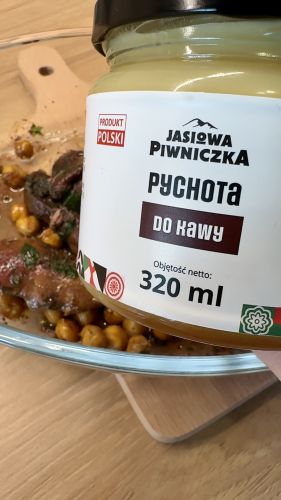 PRODUKT
POLSKI
JASIOWA
PIWNICZKA
PYCHOTA
DO KAWY
Objętość netto:
320 ml